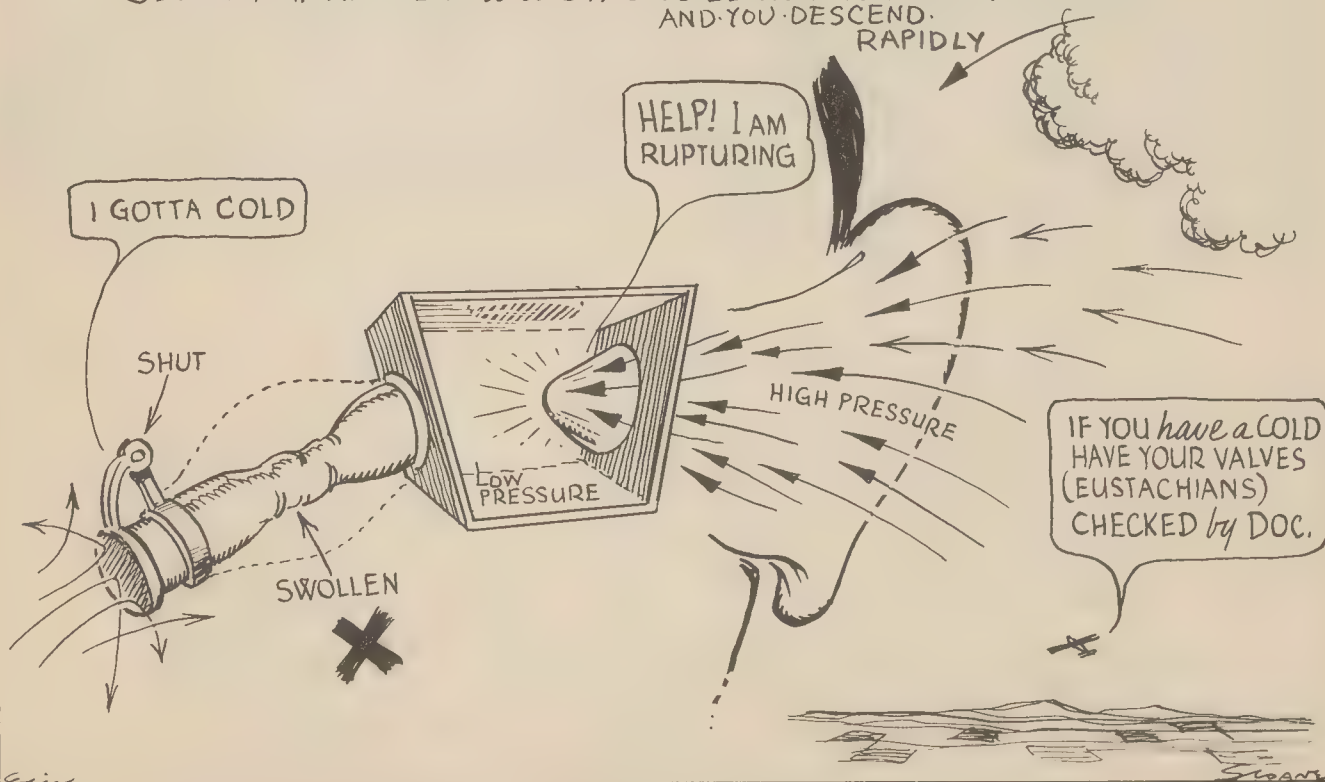 AND·YOU·DESCEND·
RAPIDLY
HELP! I AM
RUPTURING
I GOTTA COLD
SHUT
HIGH PRESSURE
LOW
PRESSURE
SWOLLEN
IF YOU have a COLD
HAVE YOUR VALVES
(EUSTACHIANS)
CHECKED by DOC.
SLOANE